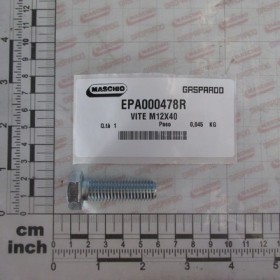 MASCHIO
GASPARDO
EPA000478R
VITE M12X40
Q.tà 1 Peso 0,045 KG
cm
inch